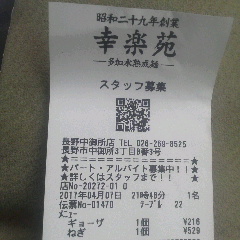 昭和二十九年創業
幸楽苑
―多加水熟成麺―
スタッフ募集
長野中御所店 TEL 026-268-8525
長野市中御所3丁目8番3号
★パート・アルバイト募集中!!★
★詳しくはスタッフまで!!★
店No-20272-01 0
2017年04月07日 21時49分 1名
伝票No-01470 テーブル 22
メニュー
ギョーザ 1個 ¥216
ねぎ 1個 ¥529